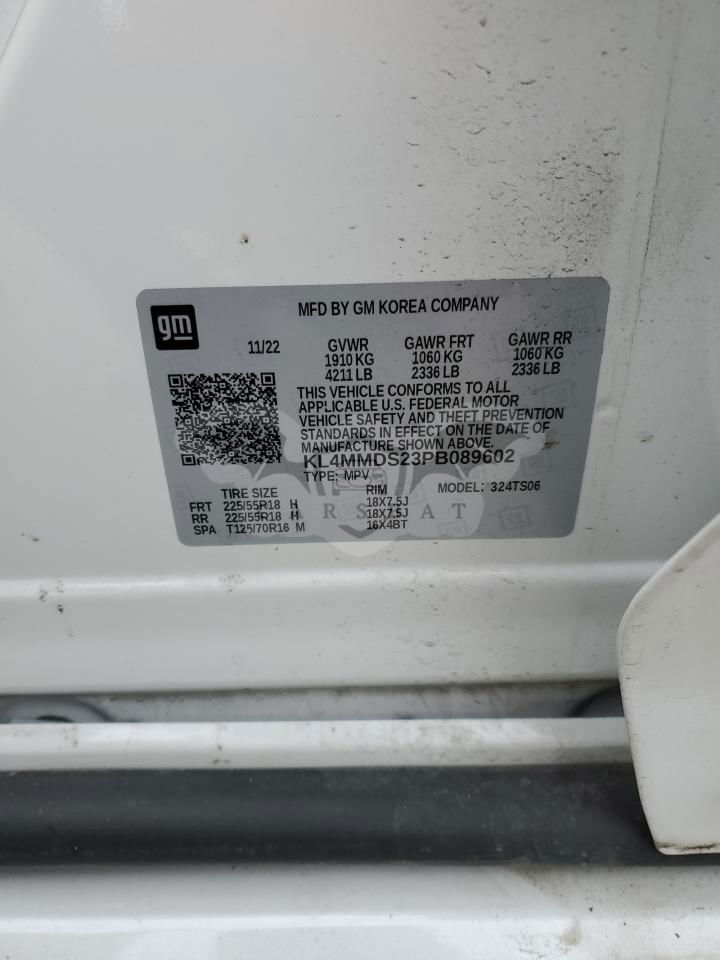 gm
MFD BY GM KOREA COMPANY
11/22 GVWR GAWR FRT GAWR RR
1910 KG 1060 KG 1060 KG
4211 LB 2336 LB 2336 LB
THIS VEHICLE CONFORMS TO ALL
APPLICABLE U.S. FEDERAL MOTOR
VEHICLE SAFETY AND THEFT PREVENTION
STANDARDS IN EFFECT ON THE DATE OF
MANUFACTURE SHOWN ABOVE.
KL4MMDS23PB089602
TYPE: MPV MODEL: 324TS06
TIRE SIZE RIM
FRT 225/55R18 H 18X7.5J
RR 225/55R18 H 18X7.5J
SPA T125/70R16 M 16X4BT